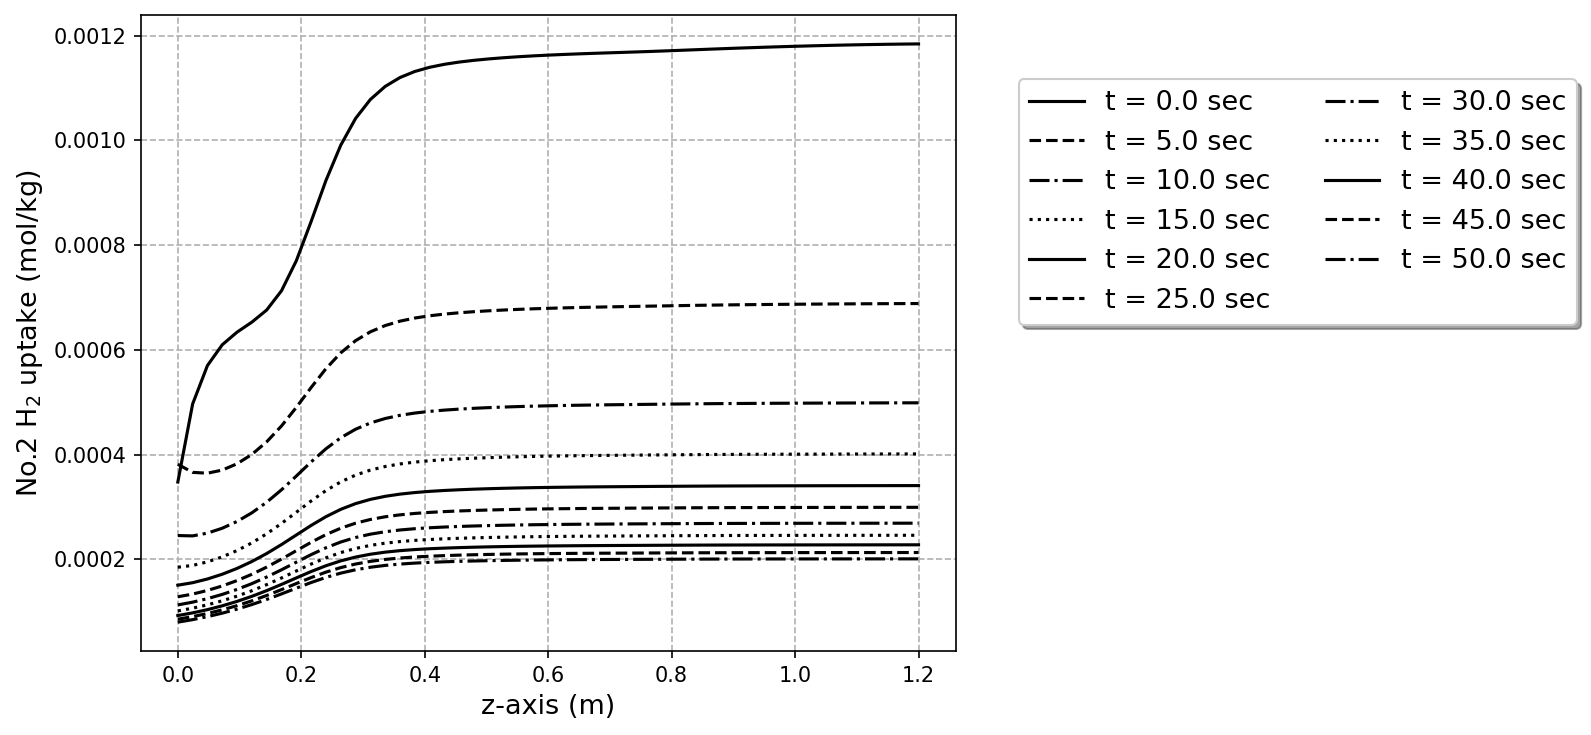 0.0012
0.0010
0.0008
0.0006
0.0004
0.0002
No.2 H₂ uptake (mol/kg)
0.0 0.2 0.4 0.6 0.8 1.0 1.2
z-axis (m)
t = 0.0 sec
t = 5.0 sec
t = 10.0 sec
t = 15.0 sec
t = 20.0 sec
t = 25.0 sec
t = 30.0 sec
t = 35.0 sec
t = 40.0 sec
t = 45.0 sec
t = 50.0 sec